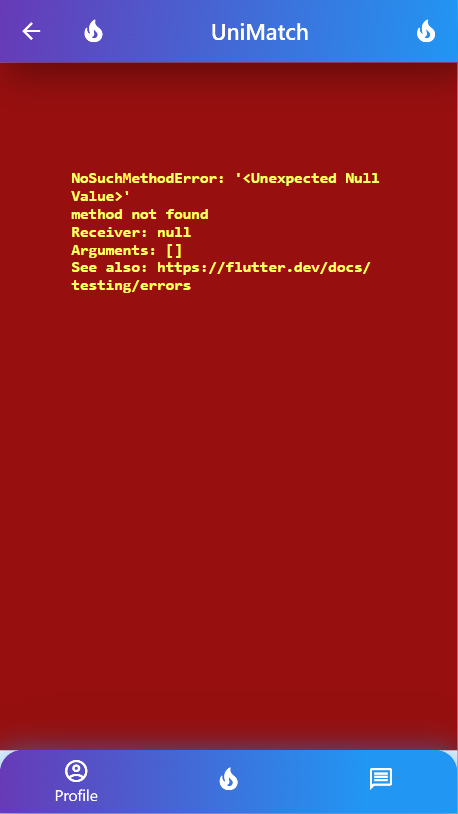 UniMatch
NoSuchMethodError: '<Unexpected Null
Value>'
method not found
Receiver: null
Arguments: []
See also: https://flutter.dev/docs/
testing/errors
Profile